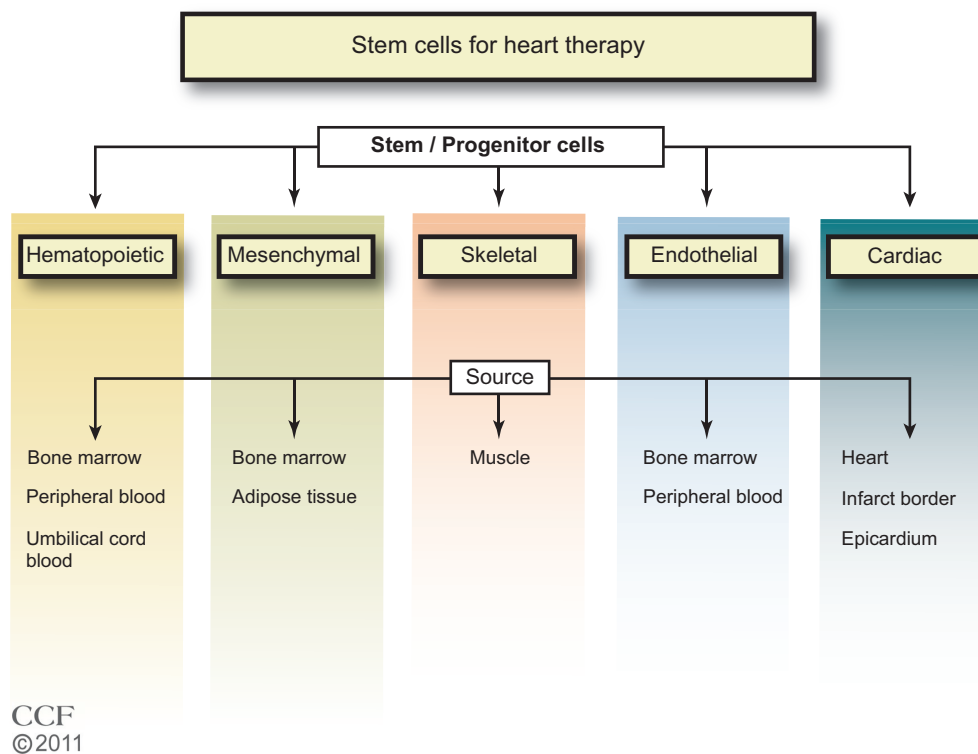 Stem cells for heart therapy
Stem / Progenitor cells
Hematopoietic
Mesenchymal
Skeletal
Endothelial
Cardiac
Source
Bone marrow
Peripheral blood
Umbilical cord
blood
Bone marrow
Adipose tissue
Muscle
Bone marrow
Peripheral blood
Heart
Infarct border
Epicardium
CCF
©2011